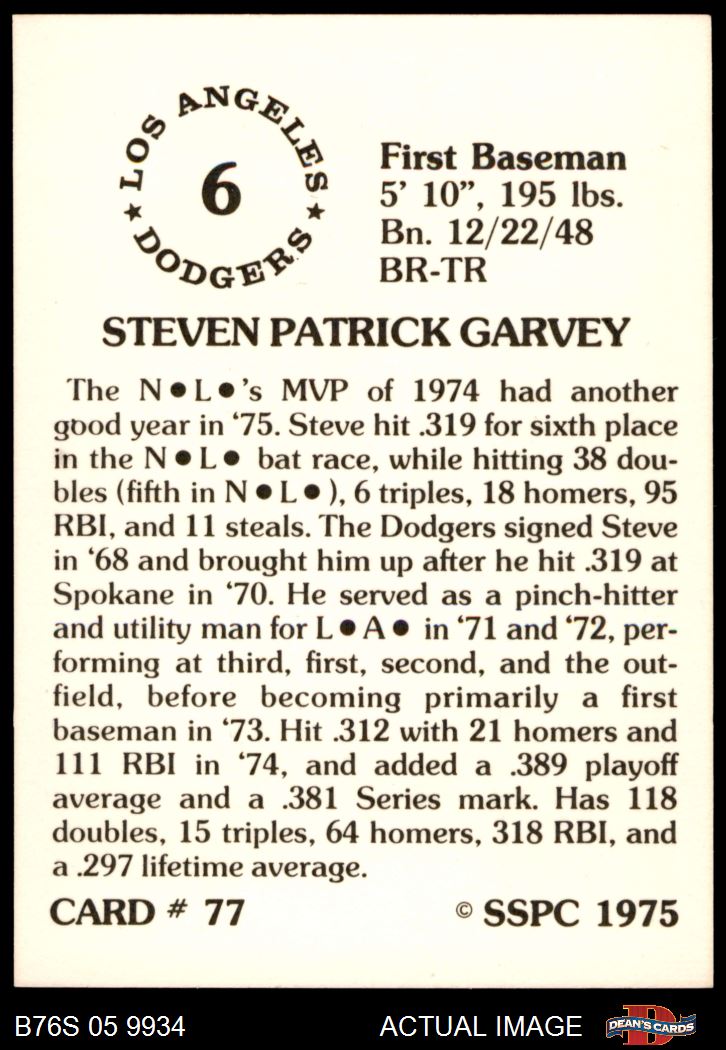 LOS ANGELES
6
★ DODGERS ★
First Baseman
5' 10”, 195 lbs.
Bn. 12/22/48
BR-TR
STEVEN PATRICK GARVEY
The N●L●'s MVP of 1974 had another
good year in ‘75. Steve hit .319 for sixth place
in the N●L● bat race, while hitting 38 dou-
bles (fifth in N●L●), 6 triples, 18 homers, 95
RBI, and 11 steals. The Dodgers signed Steve
in ‘68 and brought him up after he hit .319 at
Spokane in ‘70. He served as a pinch-hitter
and utility man for L●A● in ‘71 and ‘72, per-
forming at third, first, second, and the out-
field, before becoming primarily a first
baseman in ‘73. Hit .312 with 21 homers and
111 RBI in ‘74, and added a .389 playoff
average and a .381 Series mark. Has 118
doubles, 15 triples, 64 homers, 318 RBI, and
a .297 lifetime average.
CARD # 77
© SSPC 1975
B76S 05 9934
ACTUAL IMAGE
D
DEAN'S CARDS